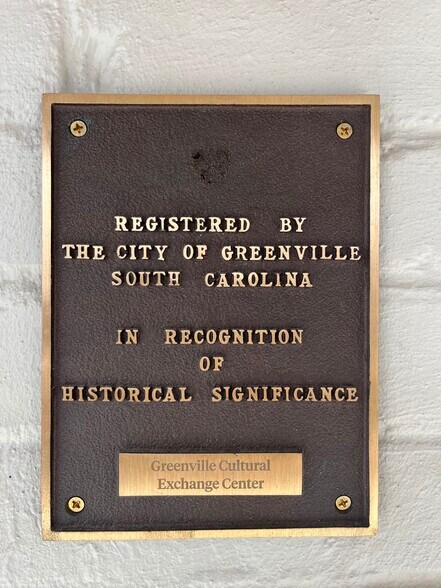 REGISTERED BY
THE CITY OF GREENVILLE
SOUTH CAROLINA
IN RECOGNITION
OF
HISTORICAL SIGNIFICANCE
Greenville Cultural
Exchange Center